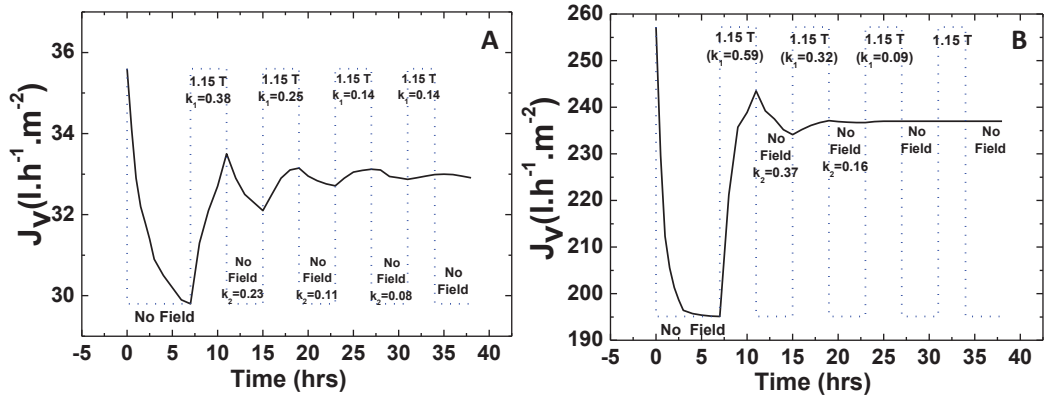 A
36
34
32
30
J_V(l.h^-1.m^-2)
-5 0 5 10 15 20 25 30 35 40
Time (hrs)
1.15 T
k_1=0.38
1.15 T
k_1=0.25
1.15 T
k_1=0.14
1.15 T
k_1=0.14
No Field
No
Field
k_2=0.23
No
Field
k_2=0.11
No
Field
k_2=0.08
No
Field
B
260
250
240
230
220
210
200
190
J_V(l.h^-1.m^-2)
-5 0 5 10 15 20 25 30 35 40
Time (hrs)
1.15 T
(k_1=0.59)
1.15 T
(k_1=0.32)
1.15 T
(k_1=0.09)
1.15 T
No Field
No
Field
k_2=0.37
No
Field
k_2=0.16
No
Field
No
Field